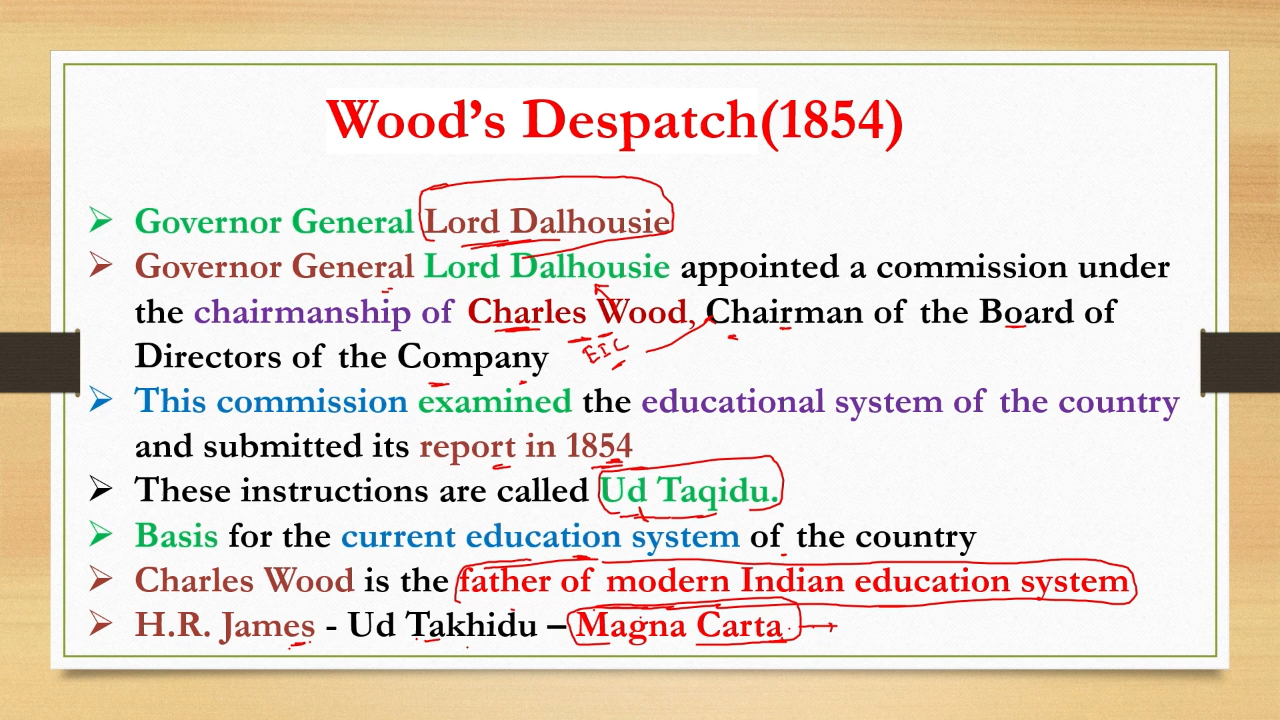 Wood's Despatch(1854)
➢ Governor General Lord Dalhousie
➢ Governor General Lord Dalhousie appointed a commission under
the chairmanship of Charles Wood, Chairman of the Board of
Directors of the Company
EIC
➢ This commission examined the educational system of the country
and submitted its report in 1854
➢ These instructions are called Ud Taqidu.
➢ Basis for the current education system of the country
➢ Charles Wood is the father of modern Indian education system
➢ H.R. James - Ud Takhidu – Magna Carta